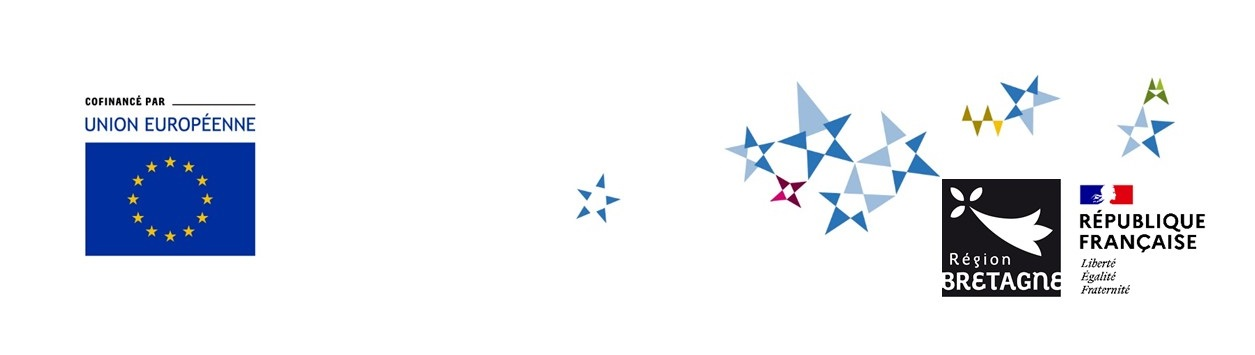 COFINANCÉ PAR
UNION EUROPÉENNE
Région
BRETAGNE
RÉPUBLIQUE
FRANÇAISE
Liberté
Égalité
Fraternité